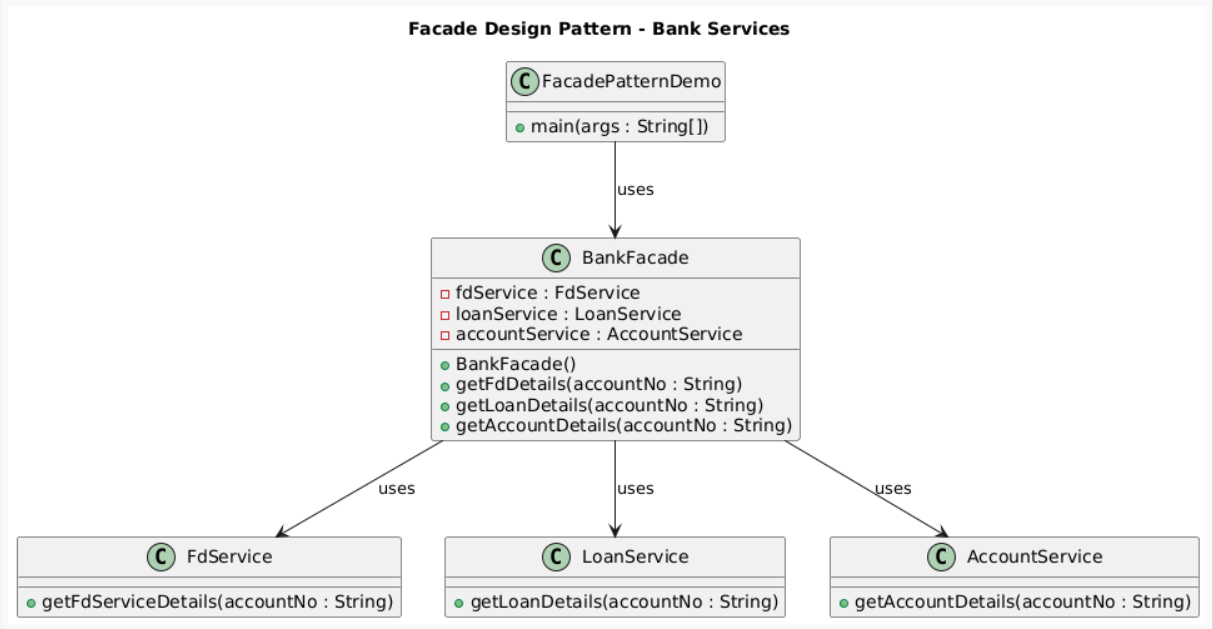 Facade Design Pattern - Bank Services
C FacadePatternDemo
main(args : String[])
uses
C BankFacade
fdService : FdService
loanService : LoanService
accountService : AccountService
BankFacade()
getFdDetails(accountNo : String)
getLoanDetails(accountNo : String)
getAccountDetails(accountNo : String)
uses
uses
uses
C FdService
getFdServiceDetails(accountNo : String)
C LoanService
getLoanDetails(accountNo : String)
C AccountService
getAccountDetails(accountNo : String)